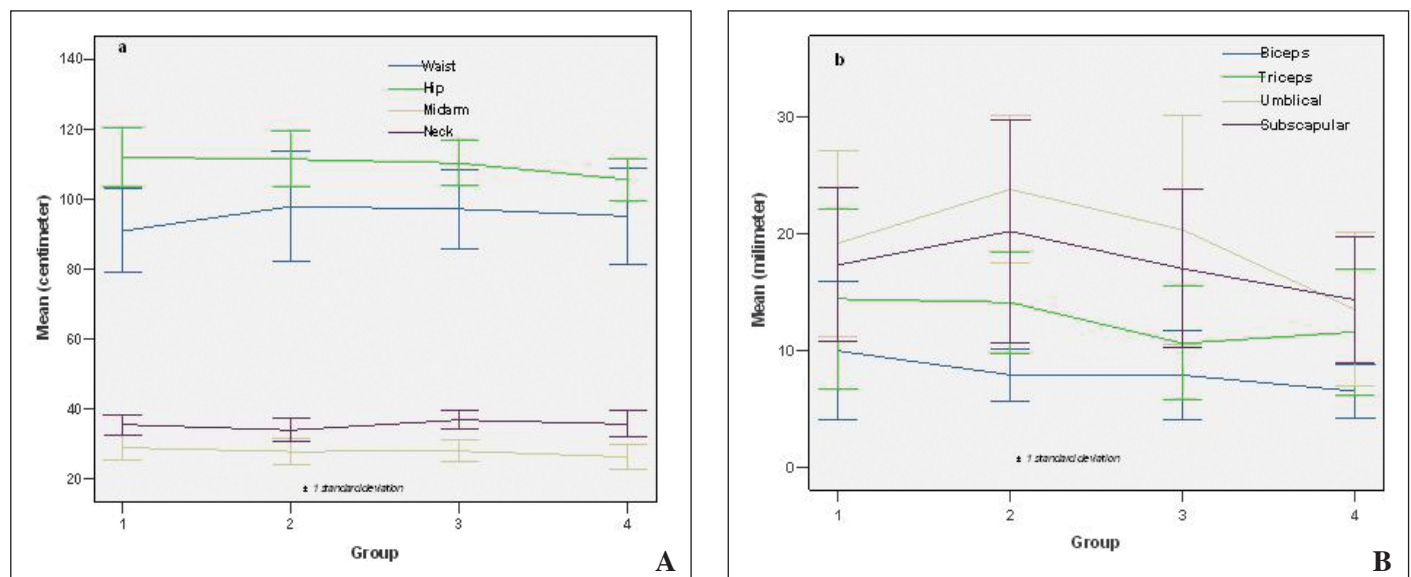 a
Waist
Hip
Midarm
Neck
140
120
100
80
60
40
20
Mean (centimeter)
± 1 standard deviation
1 2 3 4
Group
A
b
Biceps
Triceps
Umblical
Subscapular
30
20
10
0
Mean (milimeter)
± 1 standard deviation
1 2 3 4
Group
B